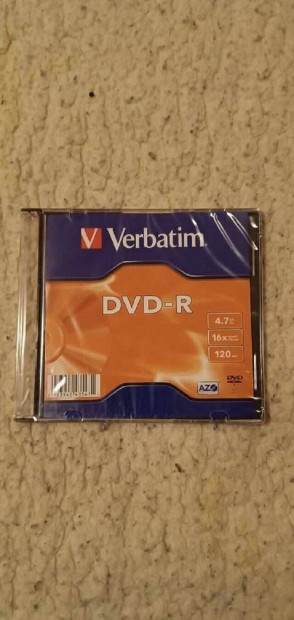 Verbatim
DVD-R
4.7
16x
120
AZO
DVD